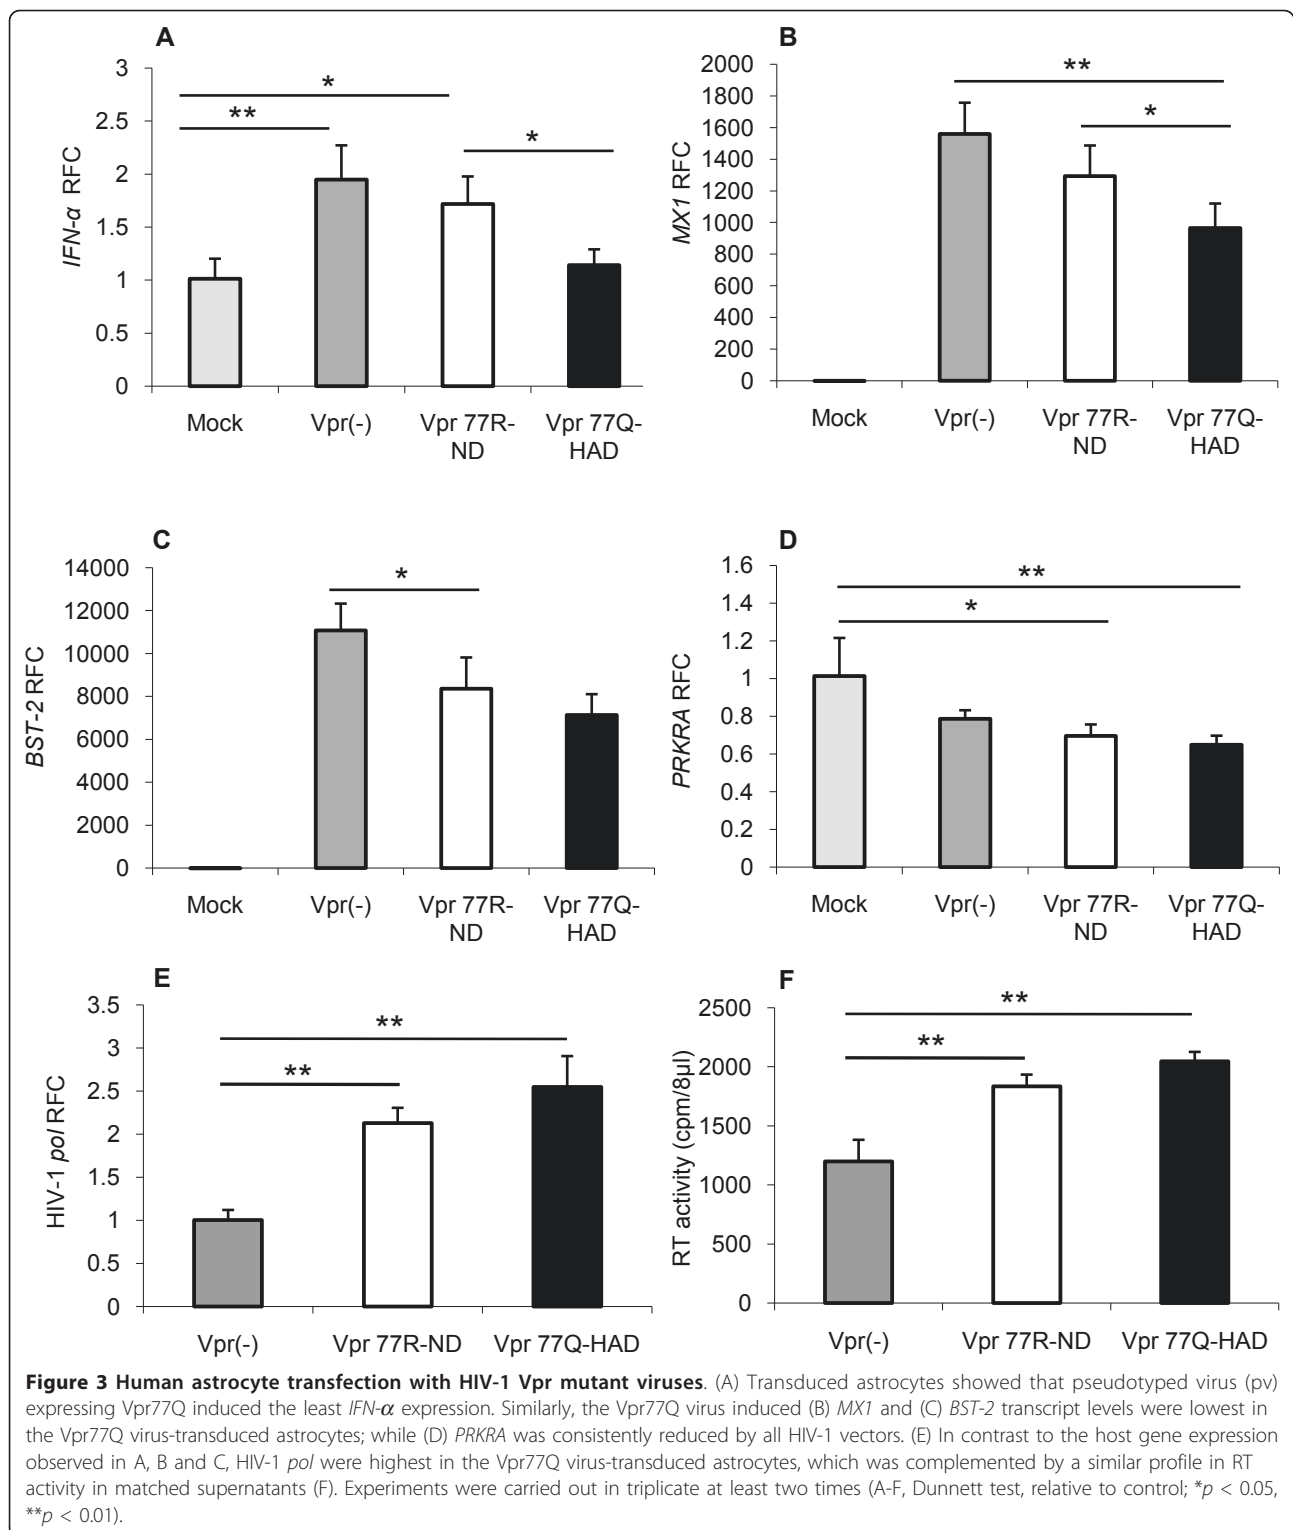 A
3
2.5
2
1.5
1
0.5
0
IFN-α RFC
*
**
*
Mock
Vpr(-)
Vpr 77R-
ND
Vpr 77Q-
HAD
B
2000
1800
1600
1400
1200
1000
800
600
400
200
0
MX1 RFC
**
*
Mock
Vpr(-)
Vpr 77R-
ND
Vpr 77Q-
HAD
C
14000
12000
10000
8000
6000
4000
2000
0
BST-2 RFC
*
Mock
Vpr(-)
Vpr 77R-
ND
Vpr 77Q-
HAD
D
1.6
1.4
1.2
1
0.8
0.6
0.4
0.2
0
PRKRA RFC
**
*
Mock
Vpr(-)
Vpr 77R-
ND
Vpr 77Q-
HAD
E
3.5
3
2.5
2
1.5
1
0.5
0
HIV-1 pol RFC
**
**
Vpr(-)
Vpr 77R-ND
Vpr 77Q-HAD
F
2500
2000
1500
1000
500
0
RT activity (cpm/8µl)
**
**
Vpr(-)
Vpr 77R-ND
Vpr 77Q-HAD
Figure 3 Human astrocyte transfection with HIV-1 Vpr mutant viruses. (A) Transduced astrocytes showed that pseudotyped virus (pv)
expressing Vpr77Q induced the least IFN-α expression. Similarly, the Vpr77Q virus induced (B) MX1 and (C) BST-2 transcript levels were lowest in
the Vpr77Q virus-transduced astrocytes; while (D) PRKRA was consistently reduced by all HIV-1 vectors. (E) In contrast to the host gene expression
observed in A, B and C, HIV-1 pol were highest in the Vpr77Q virus-transduced astrocytes, which was complemented by a similar profile in RT
activity in matched supernatants (F). Experiments were carried out in triplicate at least two times (A-F, Dunnett test, relative to control; *p < 0.05,
**p < 0.01).